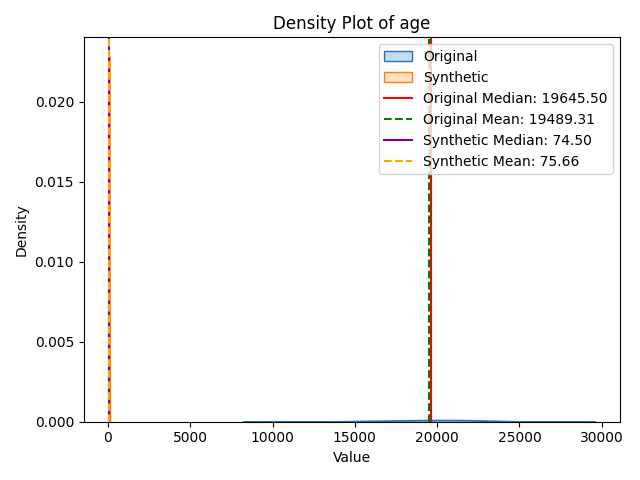 Density Plot of age
Original
Synthetic
Original Median: 19645.50
Original Mean: 19489.31
Synthetic Median: 74.50
Synthetic Mean: 75.66
Density
0.020
0.015
0.010
0.005
0.000
0
5000
10000
15000
20000
25000
30000
Value